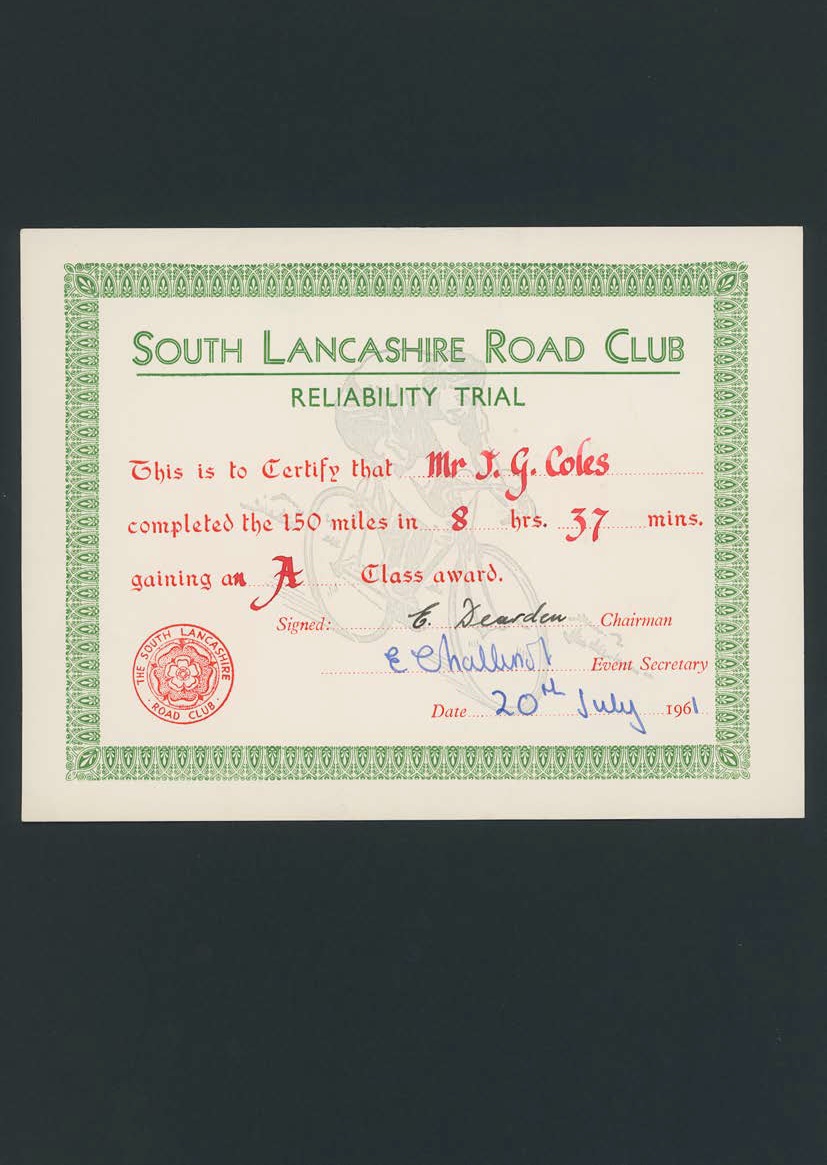 SOUTH LANCASHIRE ROAD CLUB
RELIABILITY TRIAL
This is to Certify that Mr J. G. Coles
completed the 150 miles in 8 hrs. 37 mins.
gaining an A Class award.
Signed: E. Dearden Chairman
E Challinor Event Secretary
Date 20th July 1961
THE SOUTH LANCASHIRE
· ROAD CLUB ·